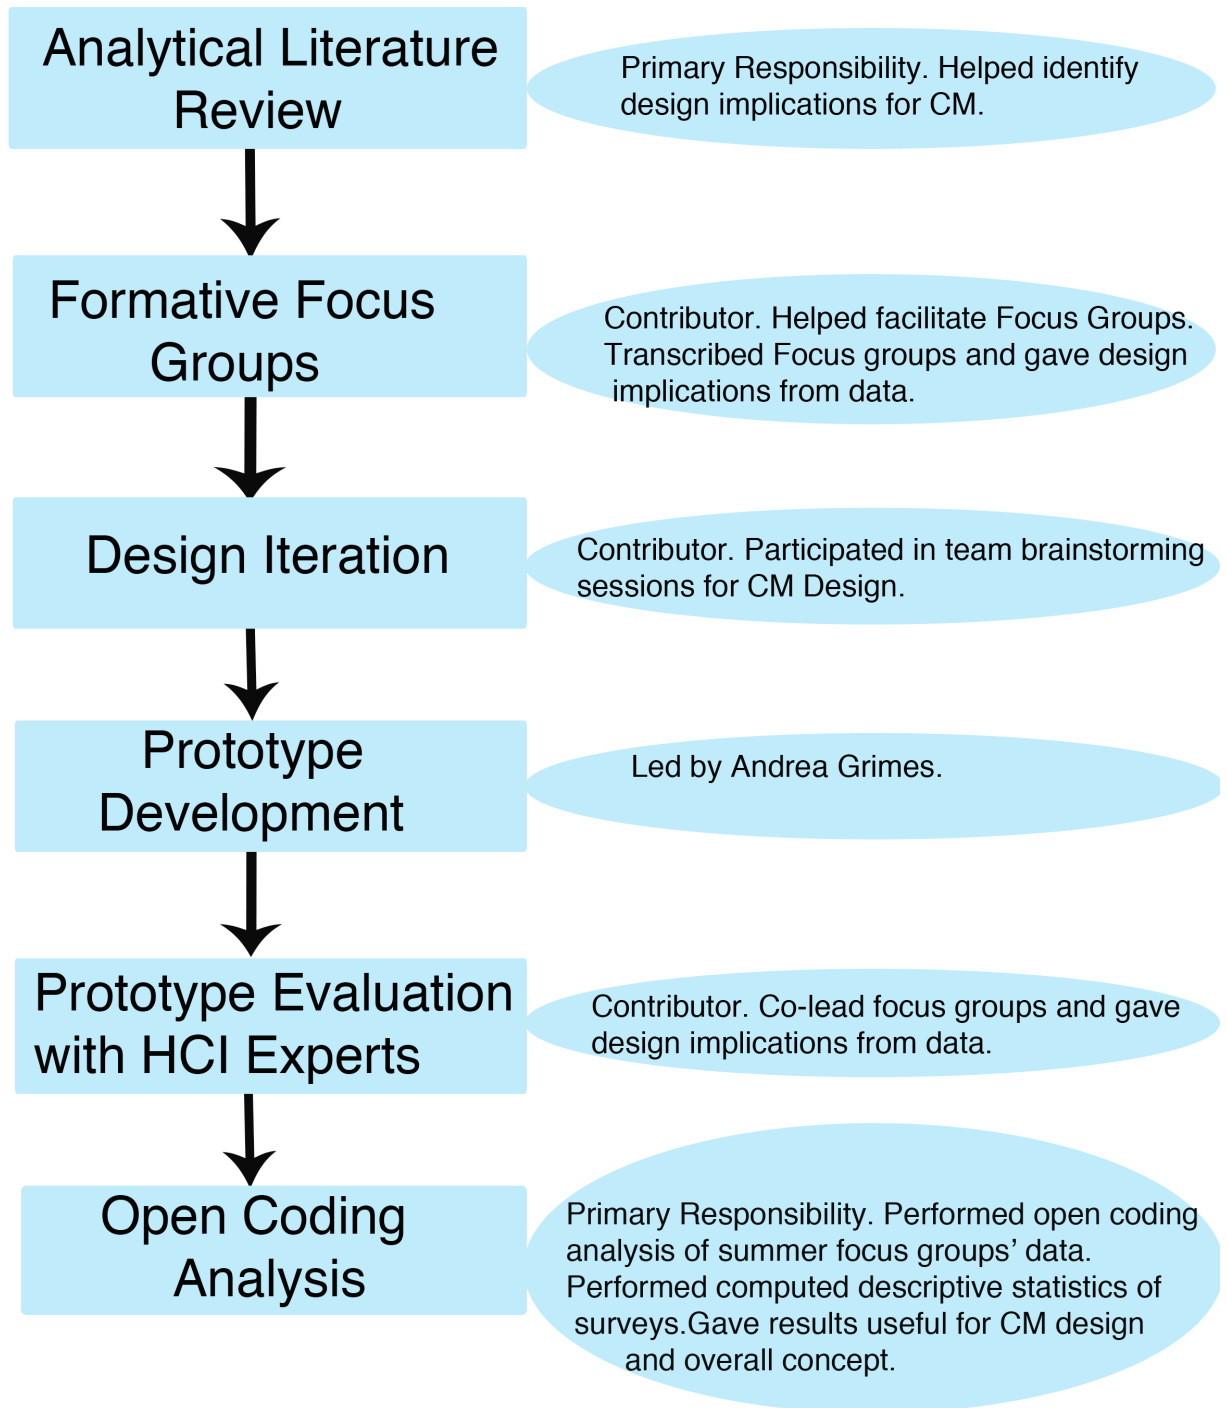 Analytical Literature
Review
Primary Responsibility. Helped identify
design implications for CM.
Formative Focus
Groups
Contributor. Helped facilitate Focus Groups.
Transcribed Focus groups and gave design
implications from data.
Design Iteration
Contributor. Participated in team brainstorming
sessions for CM Design.
Prototype
Development
Led by Andrea Grimes.
Prototype Evaluation
with HCI Experts
Contributor. Co-lead focus groups and gave
design implications from data.
Open Coding
Analysis
Primary Responsibility. Performed open coding
analysis of summer focus groups’ data.
Performed computed descriptive statistics of
surveys.Gave results useful for CM design
and overall concept.